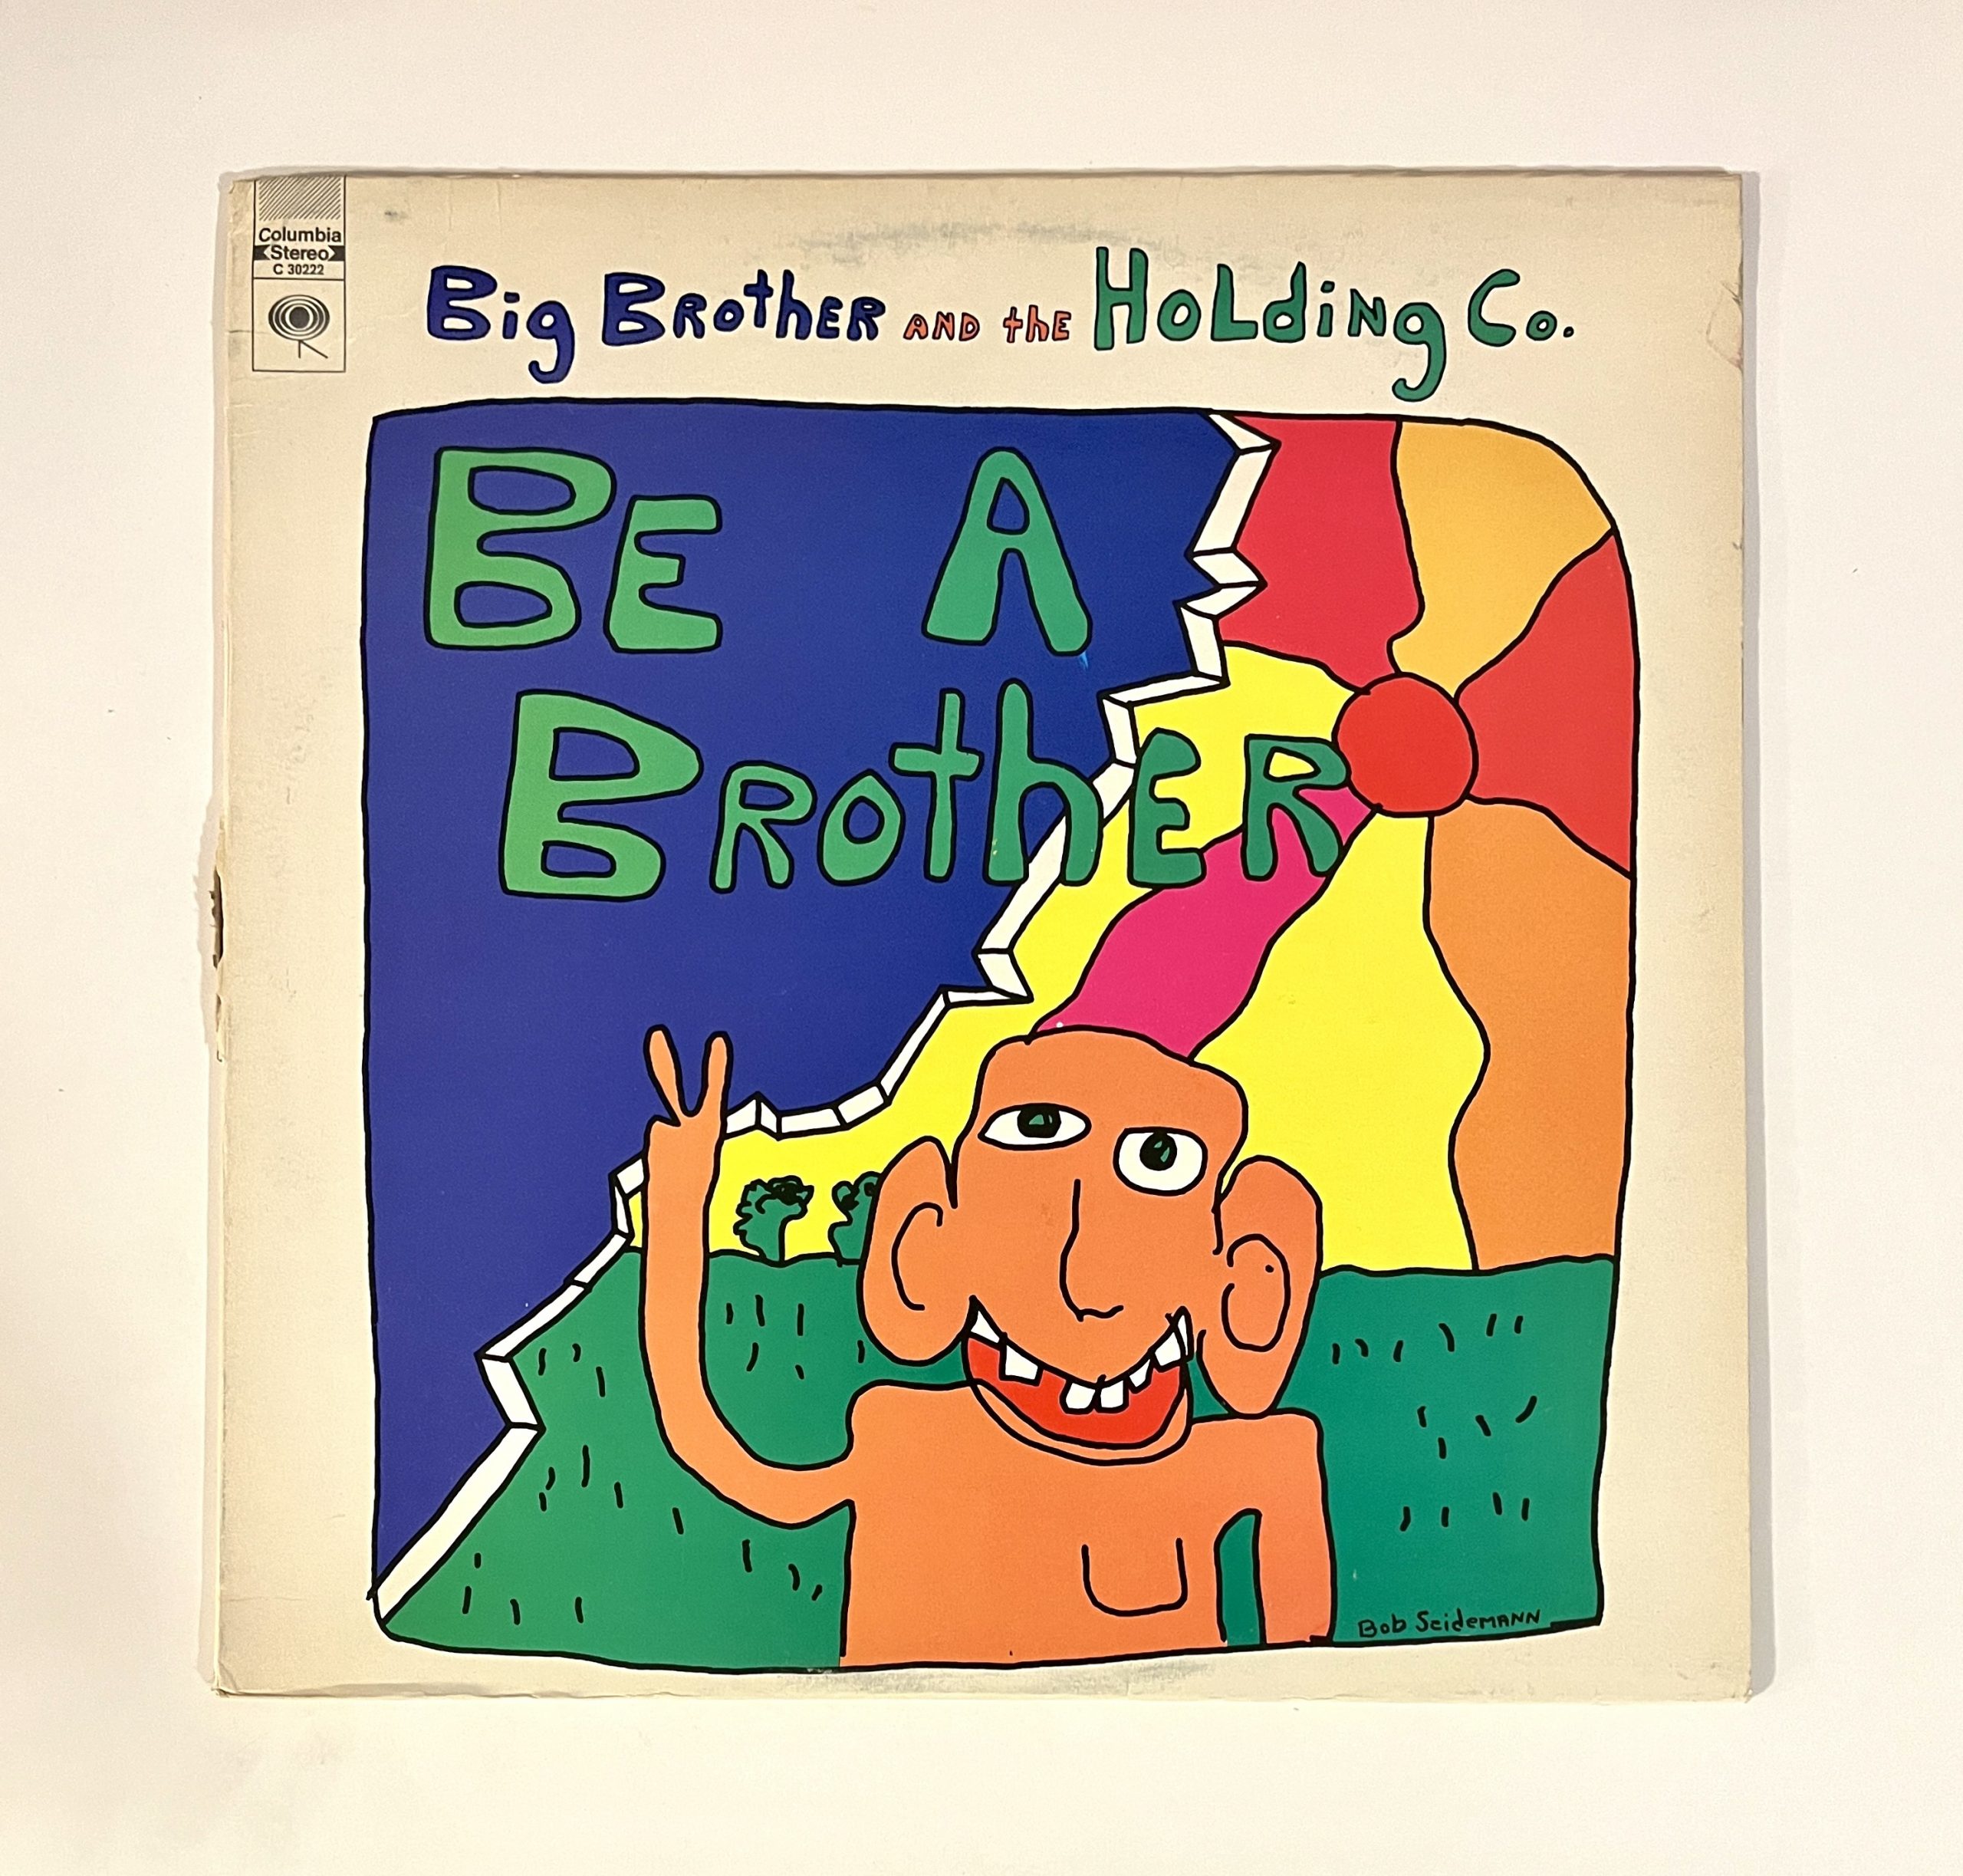 Columbia
Stereo
C 30222
Big BROthER AND thE HoLdiNg Co.
BE A
BROthER
Bob SeidemANN